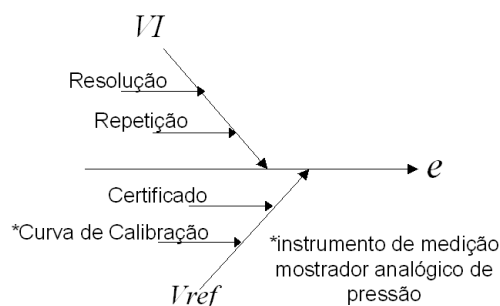 VI
Resolução
Repetição
e
Certificado
*Curva de Calibração
Vref
*instrumento de medição
mostrador analógico de
pressão